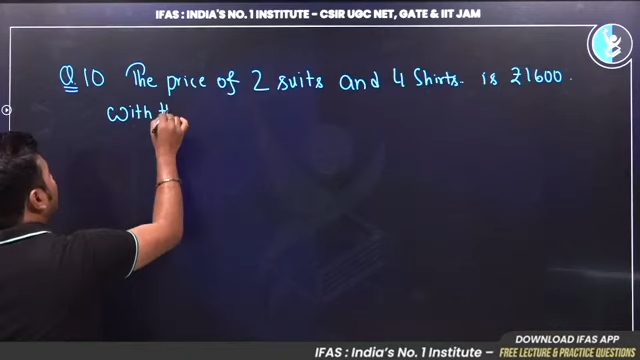 IFAS : INDIA'S NO. 1 INSTITUTE – CSIR UGC NET, GATE & IIT JAM
Q.10 The price of 2 suits and 4 Shirts is ₹1600.
With t
DOWNLOAD IFAS APP
IFAS : India's No. 1 Institute - FREE LECTURE & PRACTICE QUESTIONS